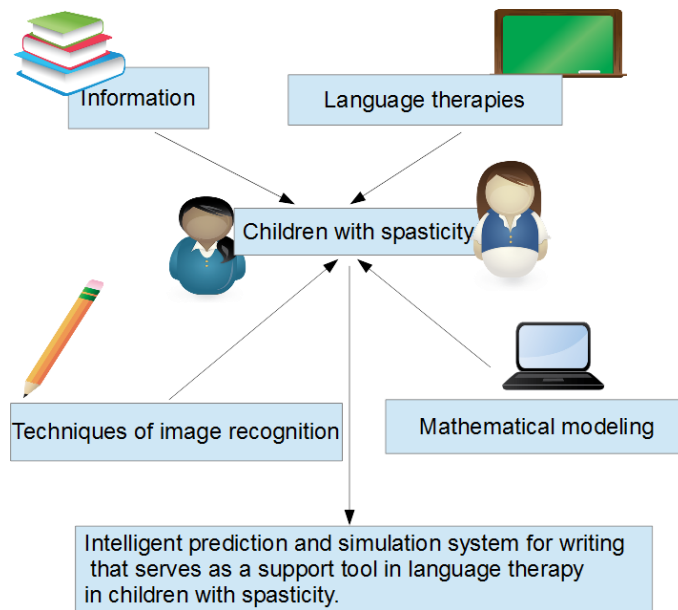 Information
Language therapies
Children with spasticity
Techniques of image recognition
Mathematical modeling
Intelligent prediction and simulation system for writing
that serves as a support tool in language therapy
in children with spasticity.